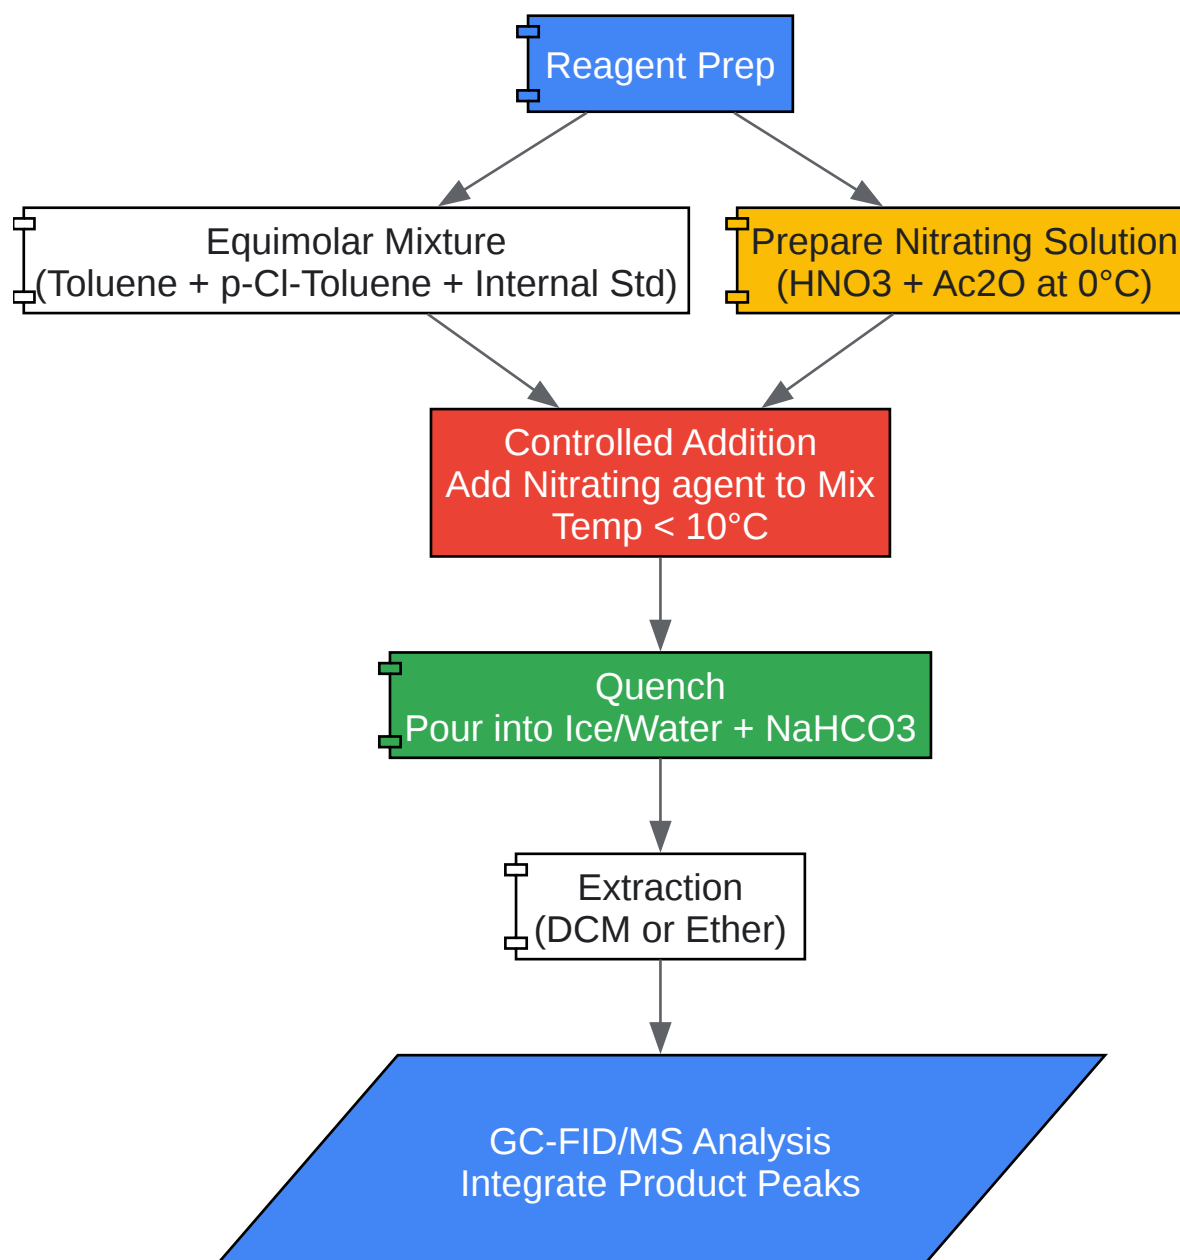 Reagent Prep
Equimolar Mixture
(Toluene + p-Cl-Toluene + Internal Std)
Prepare Nitrating Solution
(HNO3 + Ac2O at 0°C)
Controlled Addition
Add Nitrating agent to Mix
Temp < 10°C
Quench
Pour into Ice/Water + NaHCO3
Extraction
(DCM or Ether)
GC-FID/MS Analysis
Integrate Product Peaks